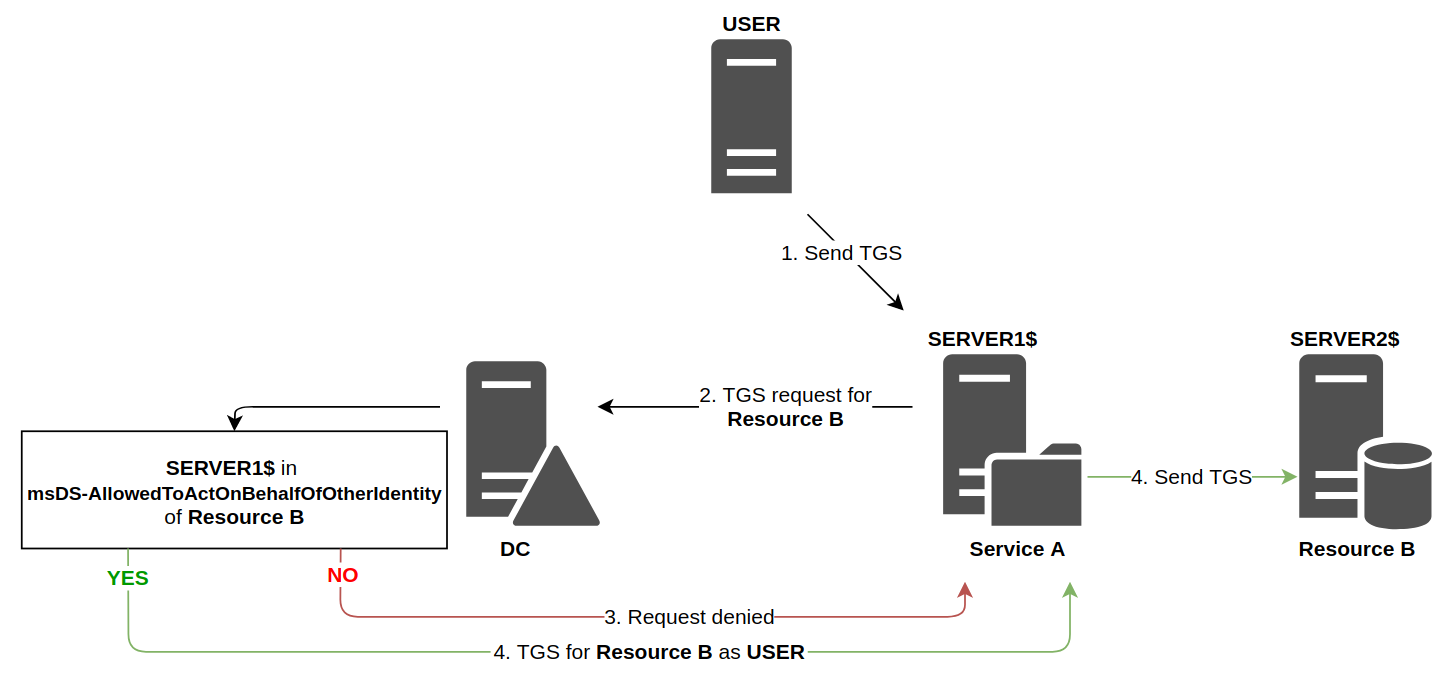 USER
1. Send TGS
SERVER1$
SERVER2$
2. TGS request for
Resource B
SERVER1$ in
msDS-AllowedToActOnBehalfOfOtherIdentity
of Resource B
4. Send TGS
DC
Service A
Resource B
YES
NO
3. Request denied
4. TGS for Resource B as USER